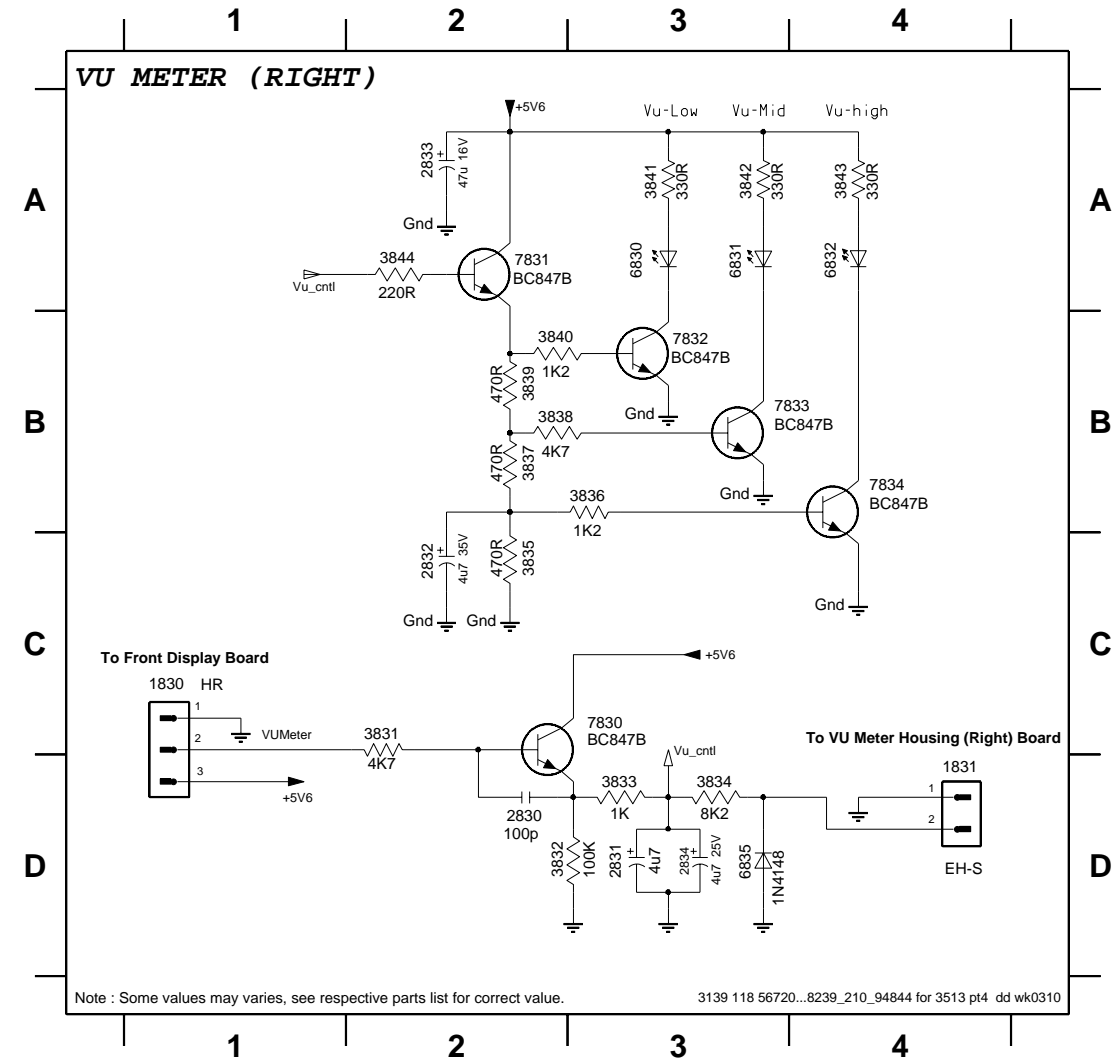 1 2 3 4
VU METER (RIGHT)
+5V6
Vu-Low
Vu-Mid
Vu-high
A
A
2833
47u 16V
Gnd
3841
330R
3842
330R
3843
330R
6830
6831
6832
3844
220R
Vu_cntl
7831
BC847B
3840
1K2
7832
BC847B
Gnd
470R
3839
B
B
3838
4K7
7833
BC847B
Gnd
470R
3837
3836
1K2
7834
BC847B
Gnd
2832
4u7 35V
470R
3835
Gnd
Gnd
C
C
+5V6
To Front Display Board
1830 HR
1
2
3
VUMeter
+5V6
3831
4K7
7830
BC847B
2830
100p
Vu_cntl
3833
1K
3834
8K2
To VU Meter Housing (Right) Board
1831
1
2
EH-S
D
D
3832
100K
2831
4u7
2834
4u7 25V
6835
1N4148
Note : Some values may varies, see respective parts list for correct value.
3139 118 56720...8239_210_94844 for 3513 pt4 dd wk0310
1 2 3 4